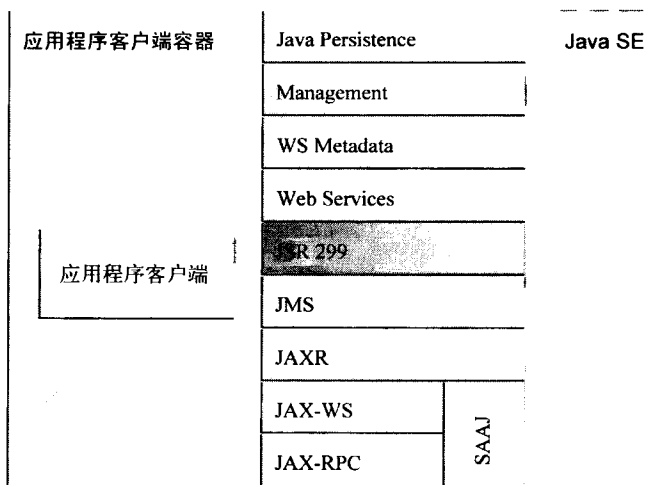 应用程序客户端容器
Java Persistence
Java SE
Management
WS Metadata
Web Services
JSR 299
应用程序客户端
JMS
JAXR
JAX-WS
SAAJ
JAX-RPC